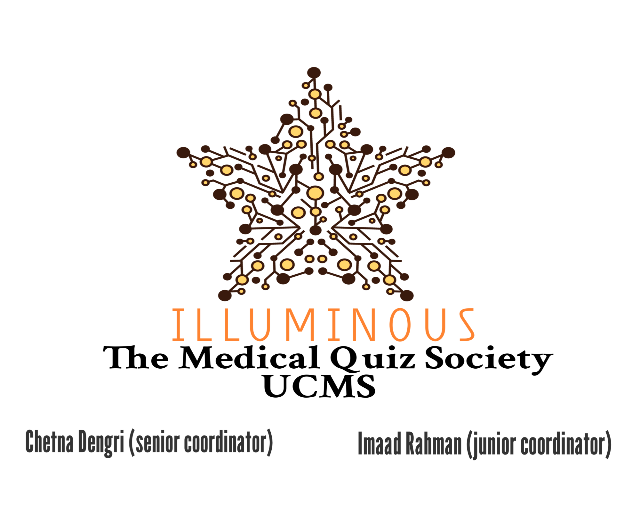 ILLUMINOUS
The Medical Quiz Society
UCMS
Chetna Dengri (senior coordinator)
Imaad Rahman (junior coordinator)